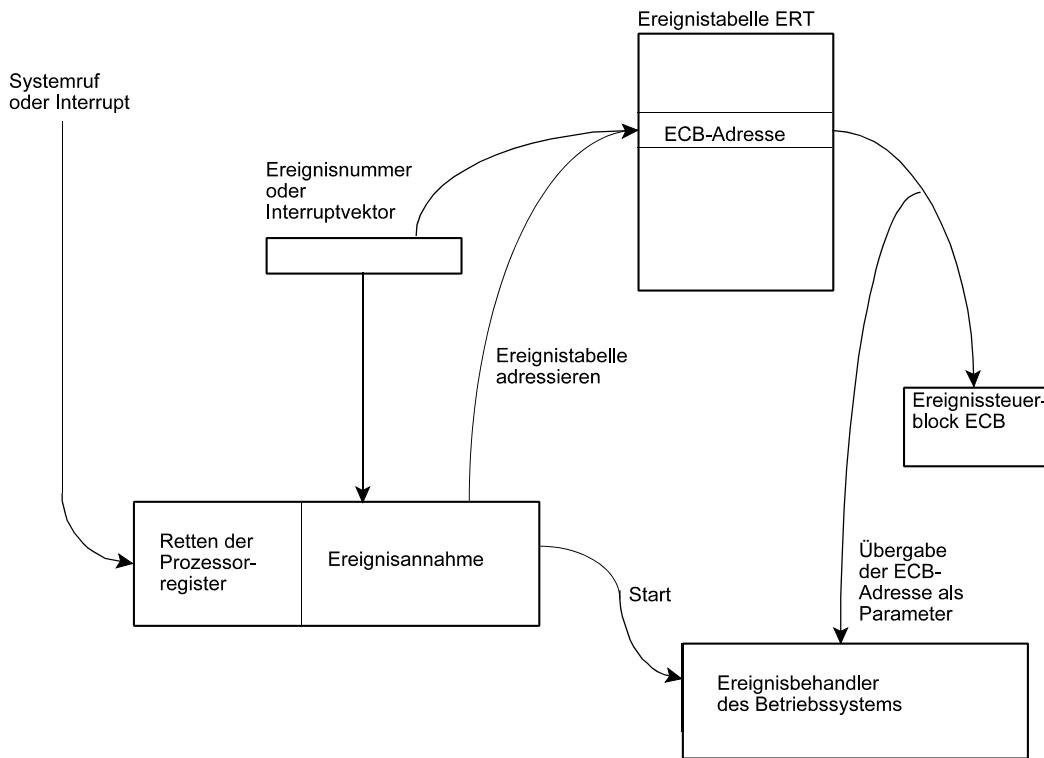 Ereignistabelle ERT
Systemruf
oder Interrupt
ECB-Adresse
Ereignisnummer
oder
Interruptvektor
Ereignistabelle
adressieren
Ereignissteuer-
block ECB
Retten der
Prozessor-
register
Ereignisannahme
Start
Übergabe
der ECB-
Adresse als
Parameter
Ereignisbehandler
des Betriebssystems